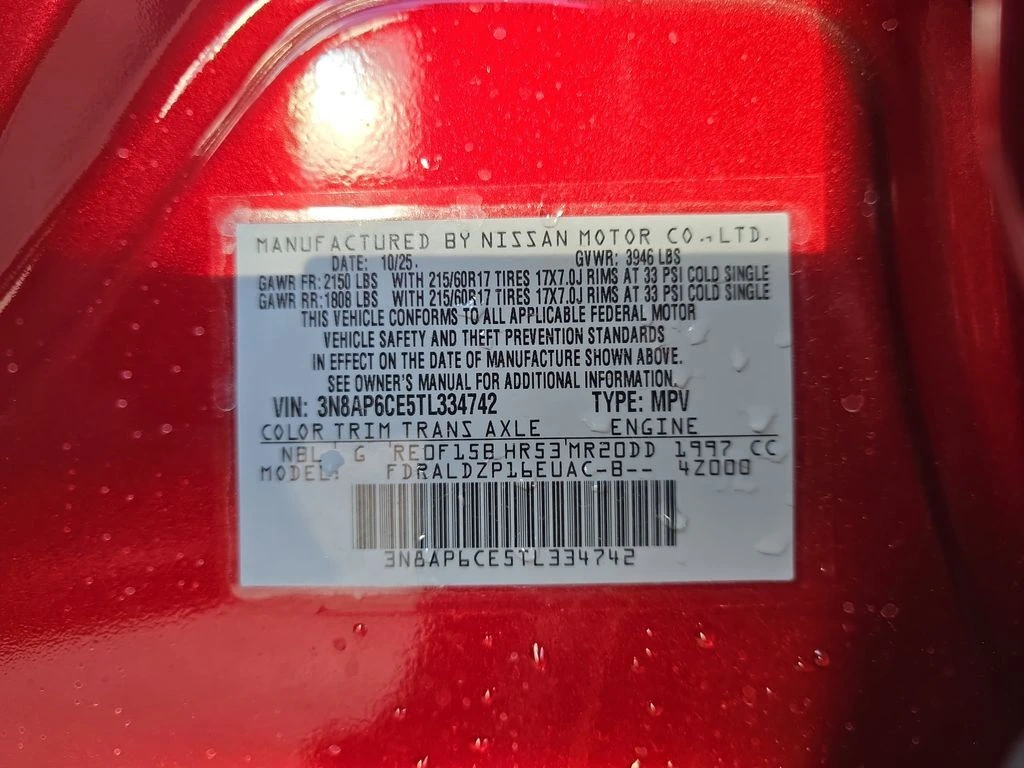 MANUFACTURED BY NISSAN MOTOR CO., LTD.
DATE: 10/25. GVWR: 3946 LBS
GAWR FR: 2150 LBS WITH 215/60R17 TIRES 17X7.0J RIMS AT 33 PSI COLD SINGLE
GAWR RR: 1808 LBS WITH 215/60R17 TIRES 17X7.0J RIMS AT 33 PSI COLD SINGLE
THIS VEHICLE CONFORMS TO ALL APPLICABLE FEDERAL MOTOR
VEHICLE SAFETY AND THEFT PREVENTION STANDARDS
IN EFFECT ON THE DATE OF MANUFACTURE SHOWN ABOVE.
SEE OWNER'S MANUAL FOR ADDITIONAL INFORMATION.
VIN: 3N8AP6CE5TL334742 TYPE: MPV
COLOR TRIM TRANS AXLE ENGINE
NBL G RE0F15B HR53 MR20DD 1997 CC
MODEL: FDRALDZP16EUAC-B-- 4Z000
3N8AP6CE5TL334742